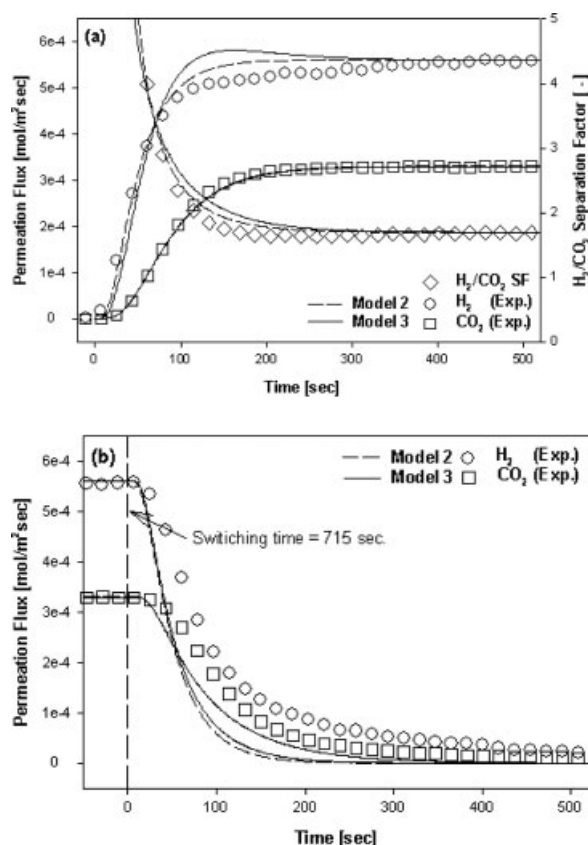 (a)
Permeation Flux [mol/m²sec]
6e-4
5e-4
4e-4
3e-4
2e-4
1e-4
0
5
4
3
2
1
0
H₂/CO₂ Separation Factor [ - ]
H₂/CO₂ SF
Model 2 H₂ (Exp.)
Model 3 CO₂ (Exp.)
0 100 200 300 400 500
Time [sec]
(b)
Permeation Flux [mol/m²sec]
6e-4
5e-4
4e-4
3e-4
2e-4
1e-4
0
Model 2 H₂ (Exp.)
Model 3 CO₂ (Exp.)
Switiching time = 715 sec.
0 100 200 300 400 500
Time [sec]